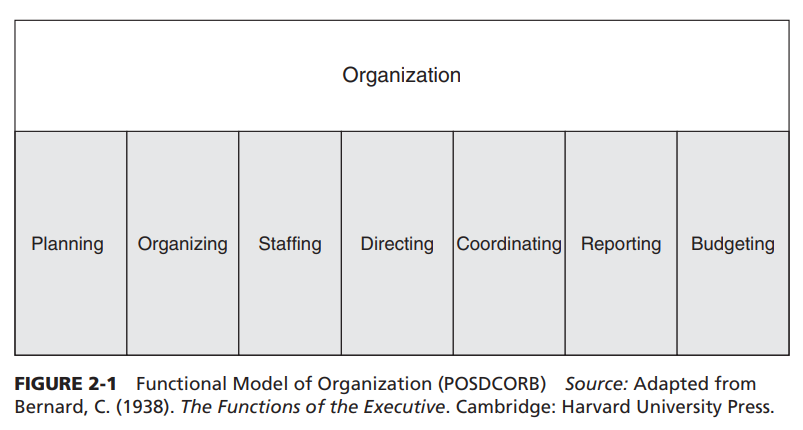 Organization
Planning Organizing Staffing Directing Coordinating Reporting Budgeting
FIGURE 2-1 Functional Model of Organization (POSDCORB) Source: Adapted from
Bernard, C. (1938). The Functions of the Executive. Cambridge: Harvard University Press.